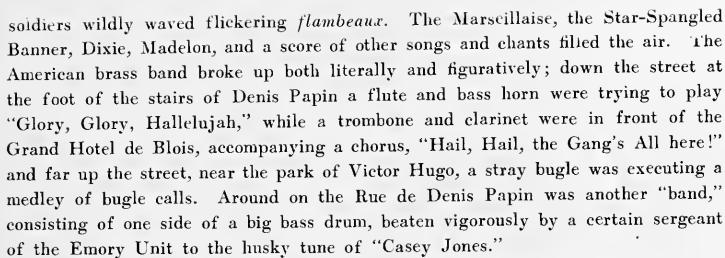 soldiers wildly waved flickering flambeaux. The Marseillaise, the Star-Spangled
Banner, Dixie, Madelon, and a score of other songs and chants filled the air. The
American brass band broke up both literally and figuratively; down the street at
the foot of the stairs of Denis Papin a flute and bass horn were trying to play
"Glory, Glory, Hallelujah," while a trombone and clarinet were in front of the
Grand Hotel de Blois, accompanying a chorus, "Hail, Hail, the Gang's All here!"
and far up the street, near the park of Victor Hugo, a stray bugle was executing a
medley of bugle calls. Around on the Rue de Denis Papin was another "band,"
consisting of one side of a big bass drum, beaten vigorously by a certain sergeant
of the Emory Unit to the husky tune of "Casey Jones."